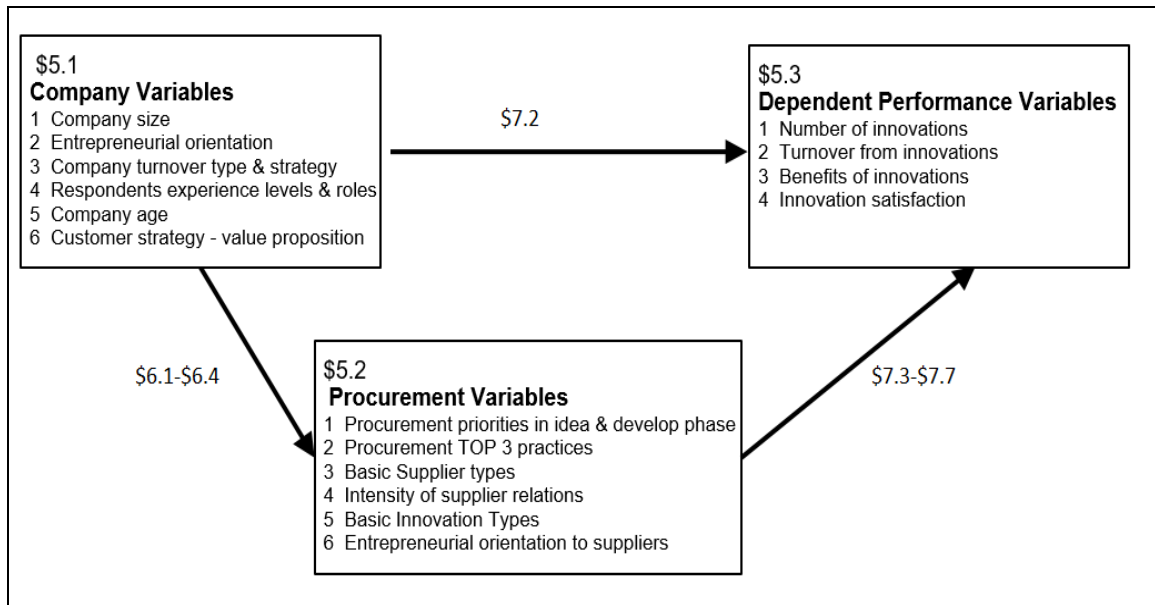 $5.1
Company Variables
1 Company size
2 Entrepreneurial orientation
3 Company turnover type & strategy
4 Respondents experience levels & roles
5 Company age
6 Customer strategy - value proposition
$7.2
$5.3
Dependent Performance Variables
1 Number of innovations
2 Turnover from innovations
3 Benefits of innovations
4 Innovation satisfaction
$6.1-$6.4
$5.2
Procurement Variables
1 Procurement priorities in idea & develop phase
2 Procurement TOP 3 practices
3 Basic Supplier types
4 Intensity of supplier relations
5 Basic Innovation Types
6 Entrepreneurial orientation to suppliers
$7.3-$7.7